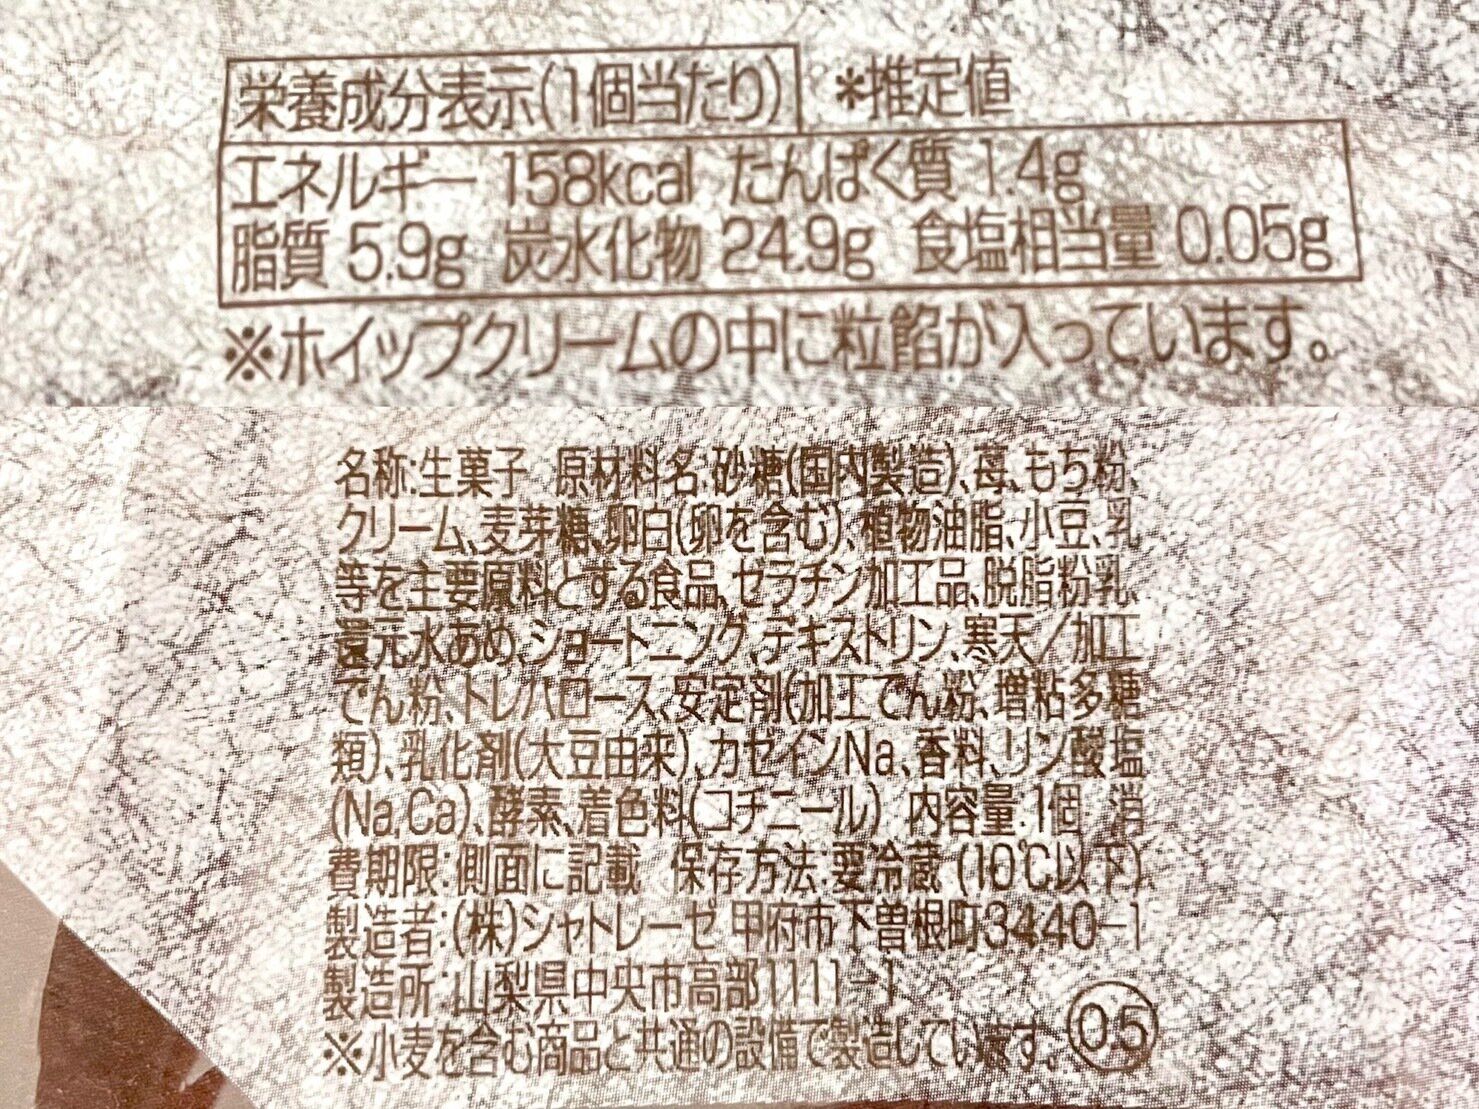 栄養成分表示(1個当たり) *推定値
エネルギー 158kcal たんぱく質 1.4g
脂質 5.9g 炭水化物 24.9g 食塩相当量 0.05g
※ホイップクリームの中に粒餡が入っています。
名称:生菓子 原材料名:砂糖(国内製造)、苺、もち粉、
クリーム、麦芽糖、卵白(卵を含む)、植物油脂、小豆、乳
等を主要原料とする食品、ゼラチン加工品、脱脂粉乳、
還元水あめ、ショートニング、デキストリン、寒天/加工
でん粉、トレハロース、安定剤(加工でん粉、増粘多糖
類)、乳化剤(大豆由来)、カゼインNa、香料、リン酸塩
(Na,Ca)、酵素、着色料(コチニール) 内容量:1個 消
費期限:側面に記載 保存方法:要冷蔵(10℃以下)
製造者:(株)シャトレーゼ 甲府市下曽根町3440-1
製造所:山梨県中央市高部1111-1
※小麦を含む商品と共通の設備で製造しています。 05